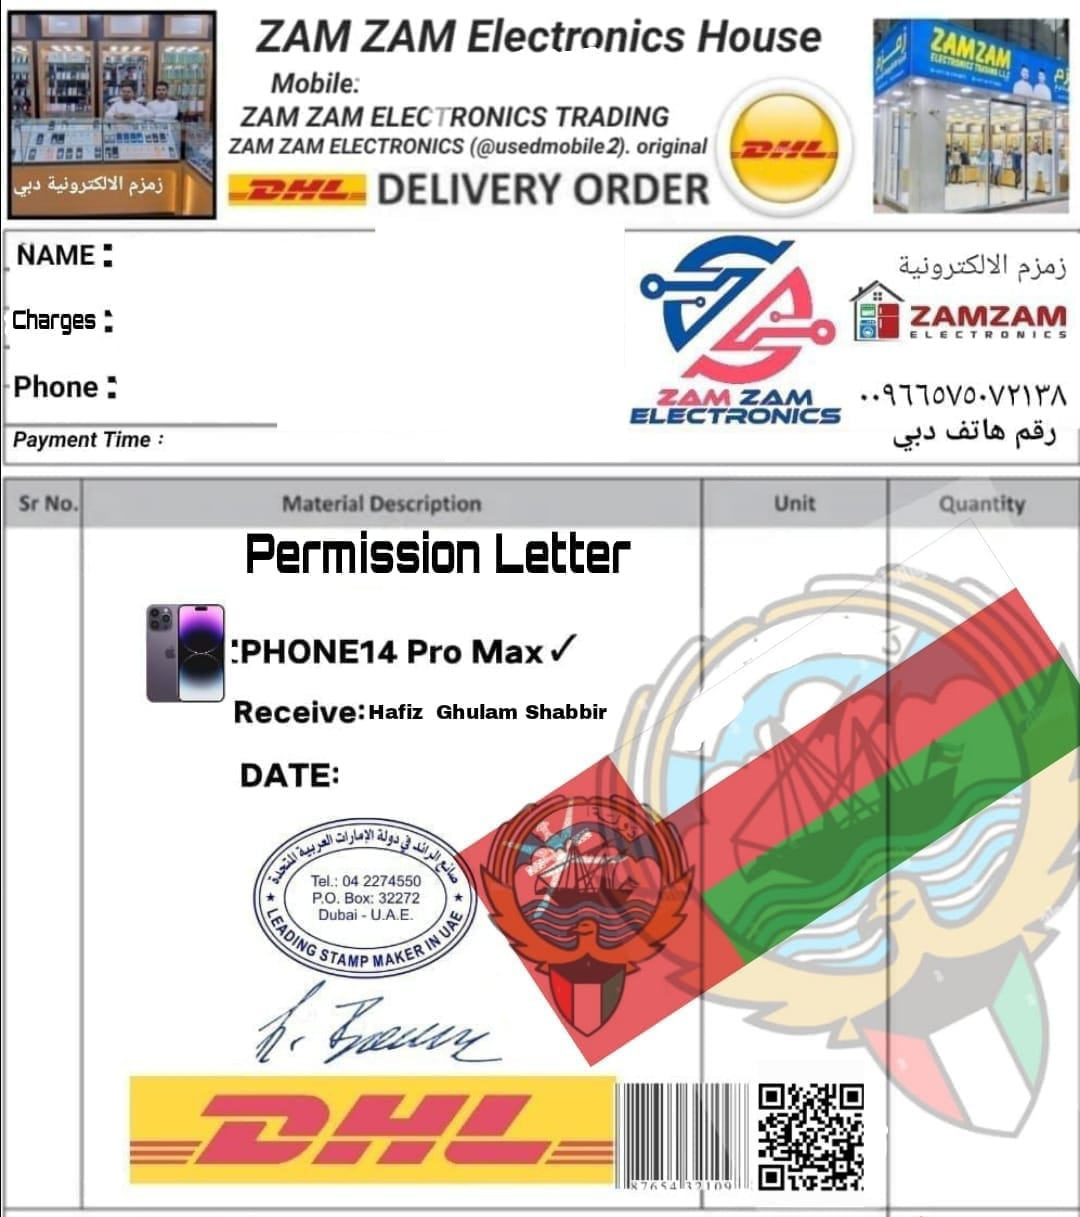 ZAM ZAM Electronics House
Mobile:
ZAM ZAM ELECTRONICS TRADING
ZAM ZAM ELECTRONICS (@usedmobile2). original
DHL DELIVERY ORDER
DHL
زمزم الالكترونية دبي
ZAMZAM
ELECTRONICS TRADING L.L.C
NAME :
Charges :
Phone :
Payment Time :
ZAM ZAM
ELECTRONICS
زمزم الالكترونية
ZAMZAM
ELECTRONICS
٠٠٩٦٦٥٧٥٠٧٢١٣٨
رقم هاتف دبي
Sr No. Material Description Unit Quantity
Permission Letter
:PHONE14 Pro Max✓
Receive:Hafiz Ghulam Shabbir
DATE:
صانع الرائد في دولة الإمارات العربية المتحدة
Tel.: 04 2274550
P.O. Box: 32272
Dubai - U.A.E.
LEADING STAMP MAKER IN UAE
DHL
87654 32109